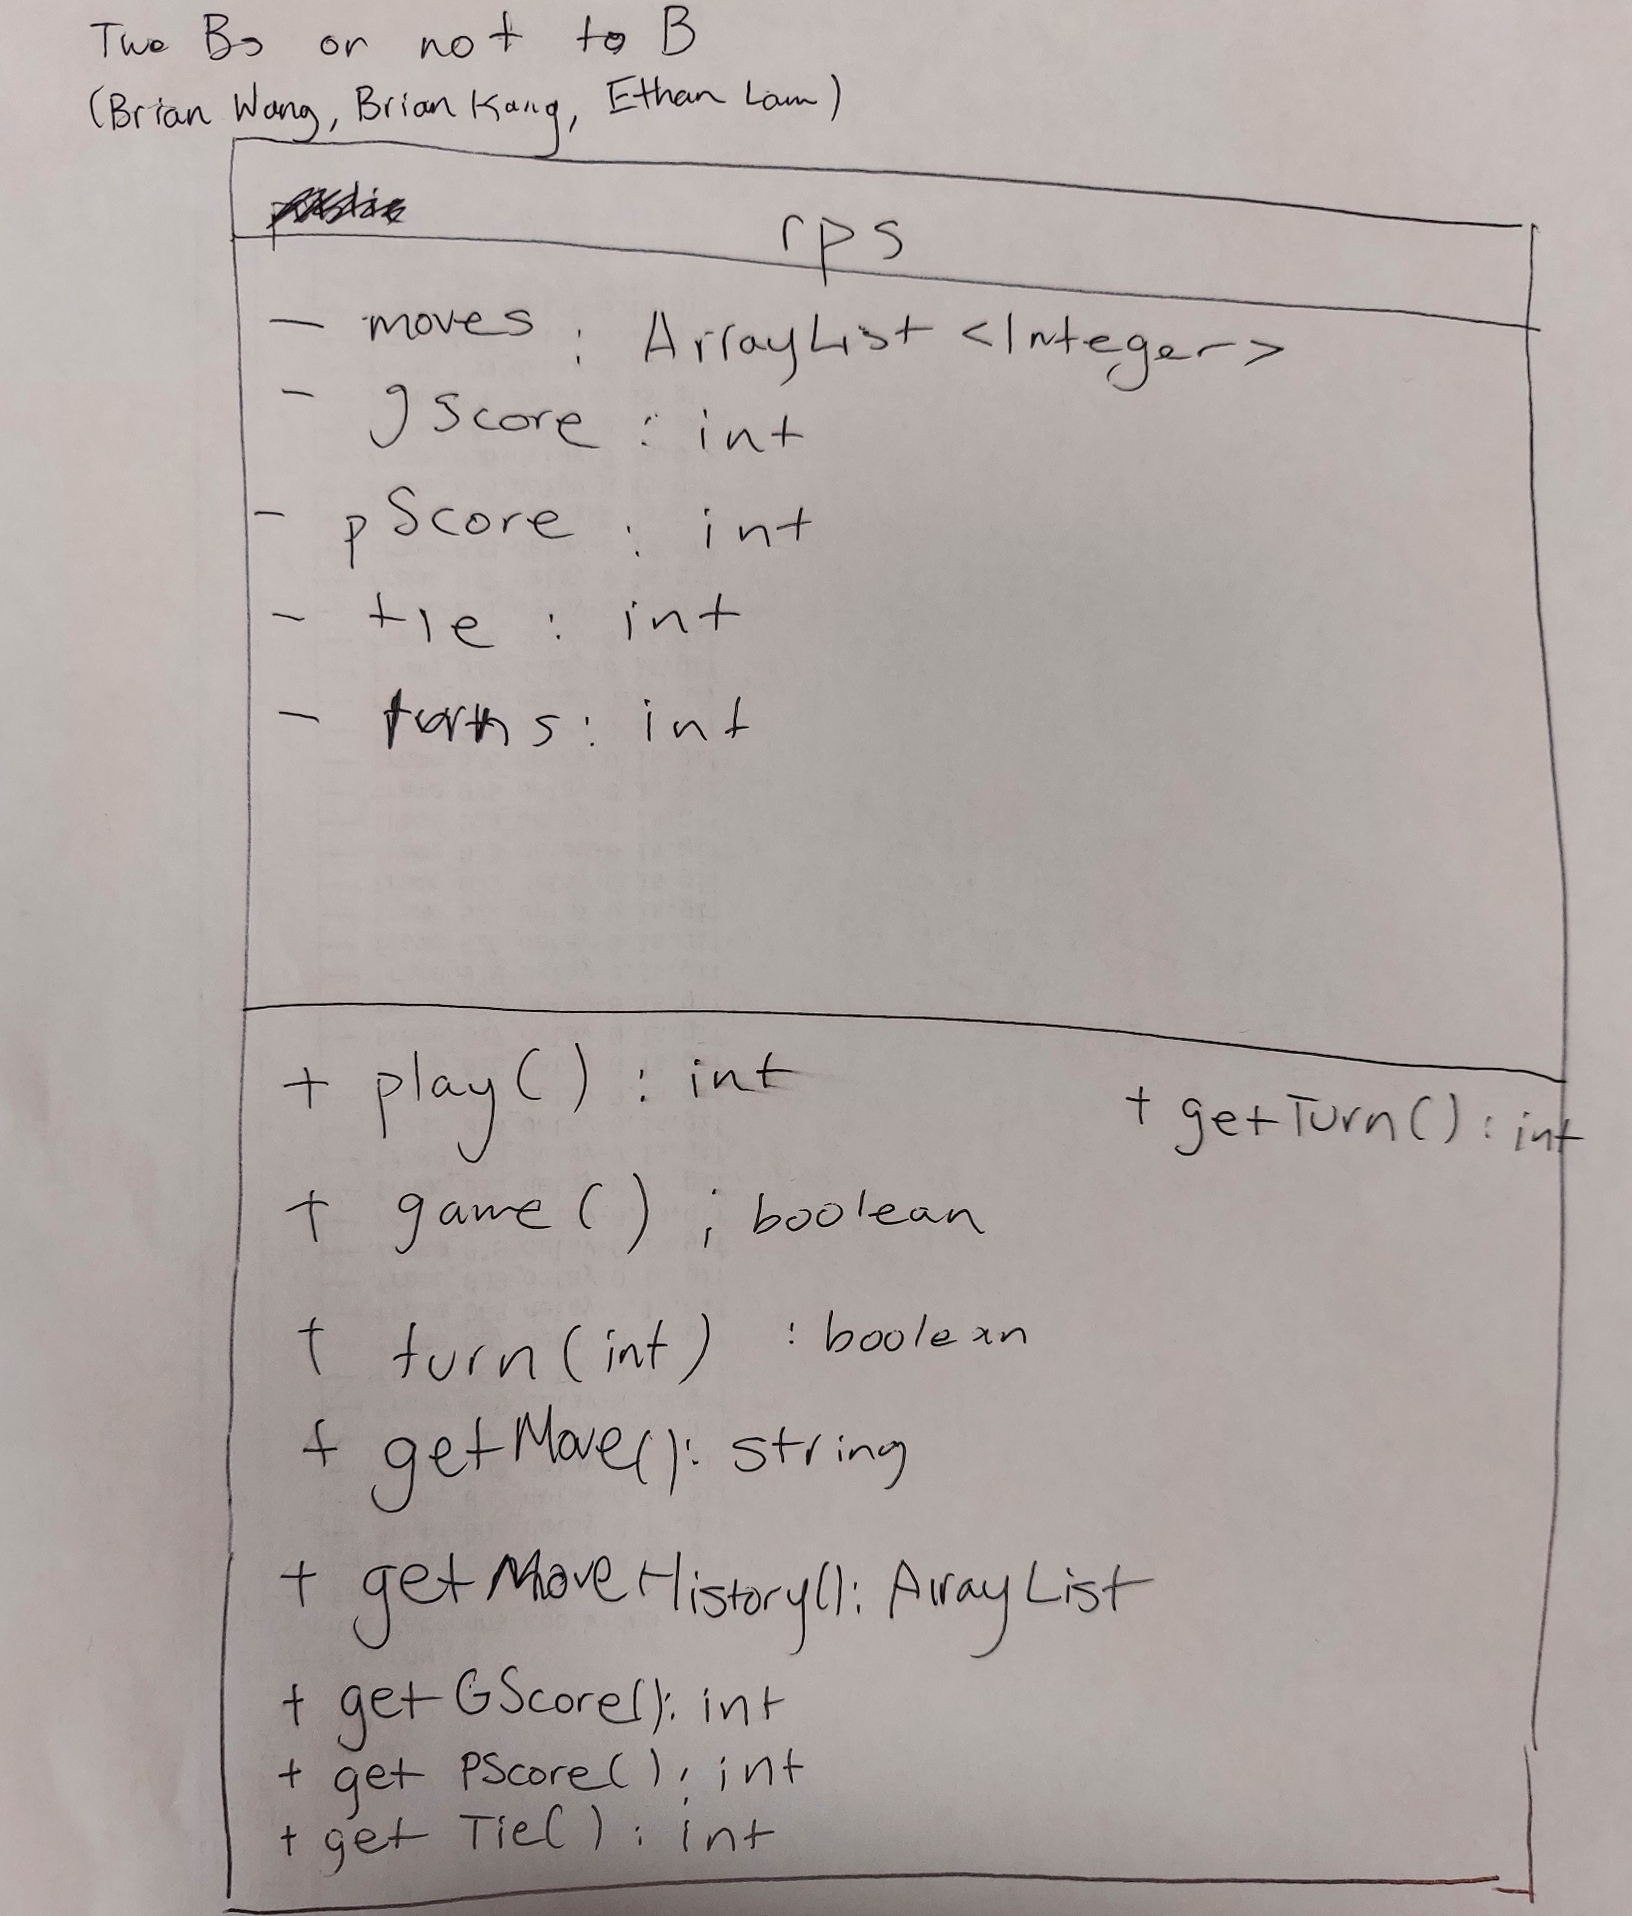 Two Bs or not to B
(Brian Wang, Brian Kang, Ethan Lam)
rps
- moves : ArrayList <Integer>
- gScore : int
- pScore : int
- tie : int
- turns : int
+ play() : int
+ getTurn() : int
+ game() ; boolean
+ turn(int) : boolean
+ getMove(): string
+ getMoveHistory(): ArrayList
+ getGScore(): int
+ get PScore() : int
+ get Tie() : int